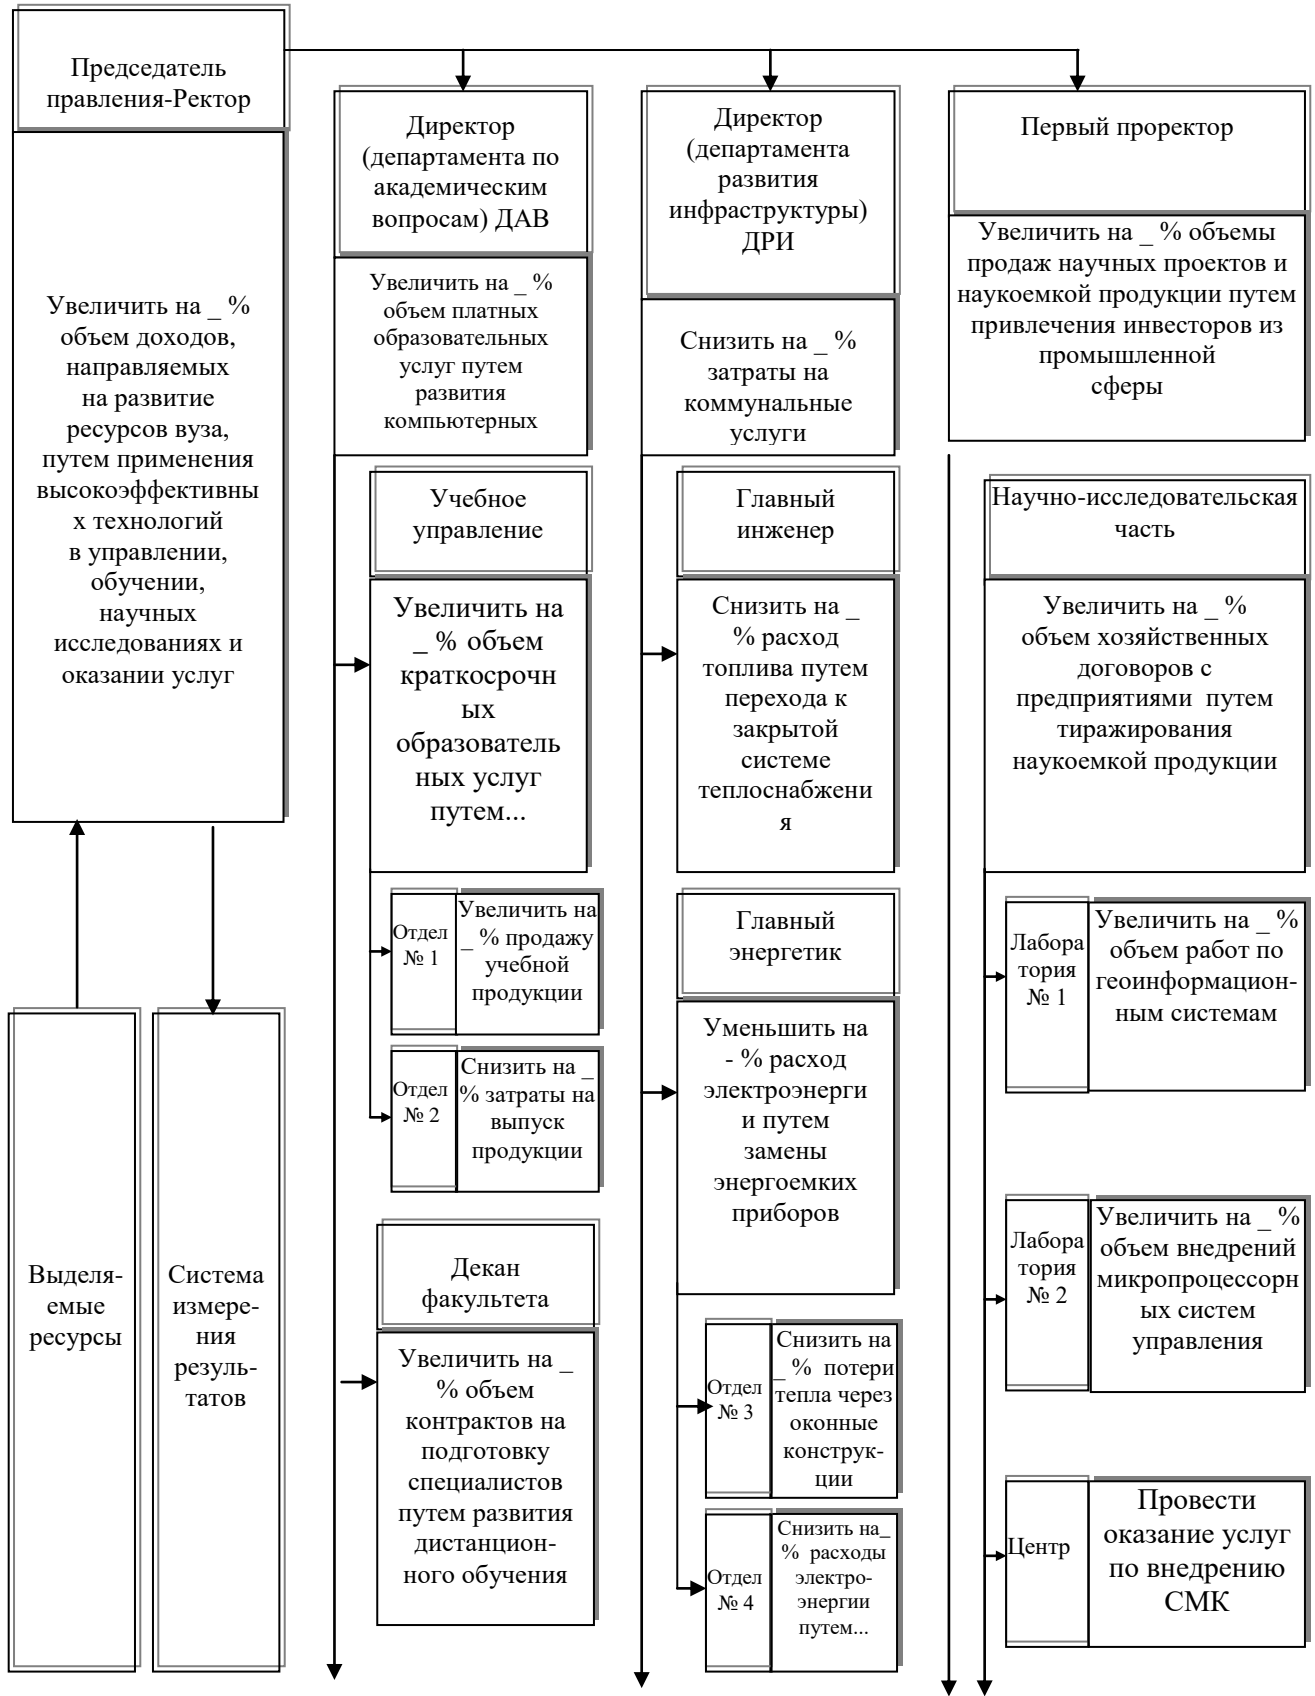 Председатель
правления-Ректор
Увеличить на _ %
объем доходов,
направляемых
на развитие
ресурсов вуза,
путем применения
высокоэффективны
х технологий
в управлении,
обучении,
научных
исследованиях и
оказании услуг
Выделя-
емые
ресурсы
Система
измере-
ния
резуль-
татов
Директор
(департамента по
академическим
вопросам) ДАВ
Увеличить на _ %
объем платных
образовательных
услуг путем
развития
компьютерных
Учебное
управление
Увеличить на
_ % объем
краткосрочн
ых
образователь
ных услуг
путем...
Отдел
№ 1
Увеличить на
_ % продажу
учебной
продукции
Отдел
№ 2
Снизить на _
% затраты на
выпуск
продукции
Декан
факультета
Увеличить на _
% объем
контрактов на
подготовку
специалистов
путем развития
дистанцион-
ного обучения
Директор
(департамента
развития
инфраструктуры)
ДРИ
Снизить на _ %
затраты на
коммунальные
услуги
Главный
инженер
Снизить на _
% расход
топлива путем
перехода к
закрытой
системе
теплоснабжени
я
Главный
энергетик
Уменьшить на
- % расход
электроэнерги
и путем
замены
энергоемких
приборов
Отдел
№ 3
Снизить на
_ % потери
тепла через
оконные
конструк-
ции
Отдел
№ 4
Снизить на_
% расходы
электро-
энергии
путем...
Первый проректор
Увеличить на _ % объемы
продаж научных проектов и
наукоемкой продукции путем
привлечения инвесторов из
промышленной
сферы
Научно-исследовательская
часть
Увеличить на _ %
объем хозяйственных
договоров с
предприятиями путем
тиражирования
наукоемкой продукции
Лабора
тория
№ 1
Увеличить на _ %
объем работ по
геоинформацион-
ным системам
Лабора
тория
№ 2
Увеличить на _ %
объем внедрений
микропроцессорн
ых систем
управления
Центр
Провести
оказание услуг
по внедрению
СМК